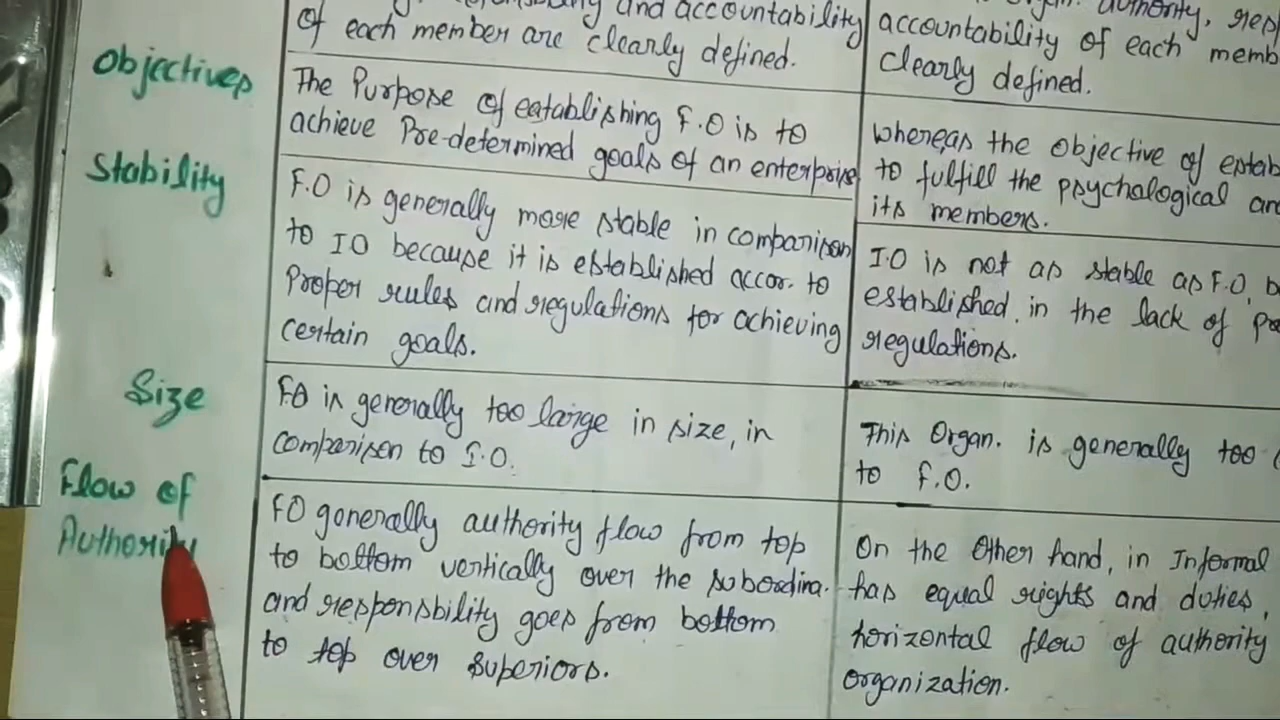 and accountability
of each member are clearly defined.
authority,
accountability of each
clearly defined.
Objectives
The Purpose of eatablishing F.O is to
achieve Pre-determined goals of an enterprise
whereas the objective of
to fulfill the psychalogical
its members.
Stability
F.O is generally more stable in comparison
to IO because it is established accor. to
Proper rules and regulations for achieving
certain goals.
I.O is not as stable as F.O,
established. in the lack of
regulations.
Size
FO is generally too large in size, in
comparison to I.O.
This Organ. is generally too
to F.O.
Flow of
Authority
FO generally authority flow from top
to bottom vertically over the subordina.
and responsbility goes from bottom
to top over superiors.
On the Other hand, in Informal
has equal rights and duties,
horizontal flow of authority
organization.